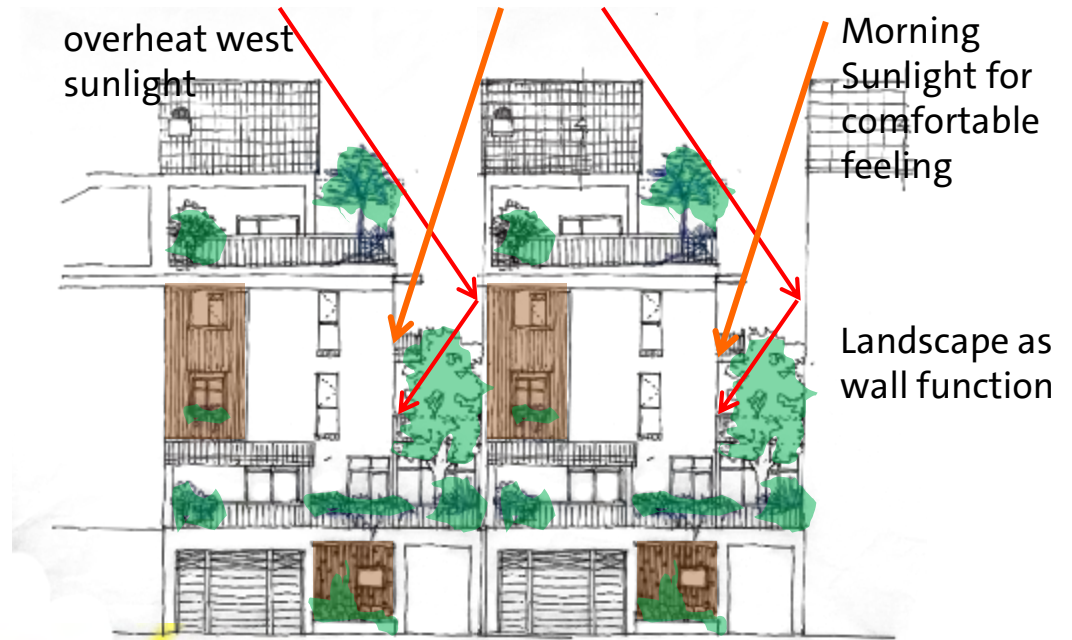 overheat west
sunlight
Morning
Sunlight for
comfortable
feeling
Landscape as
wall function